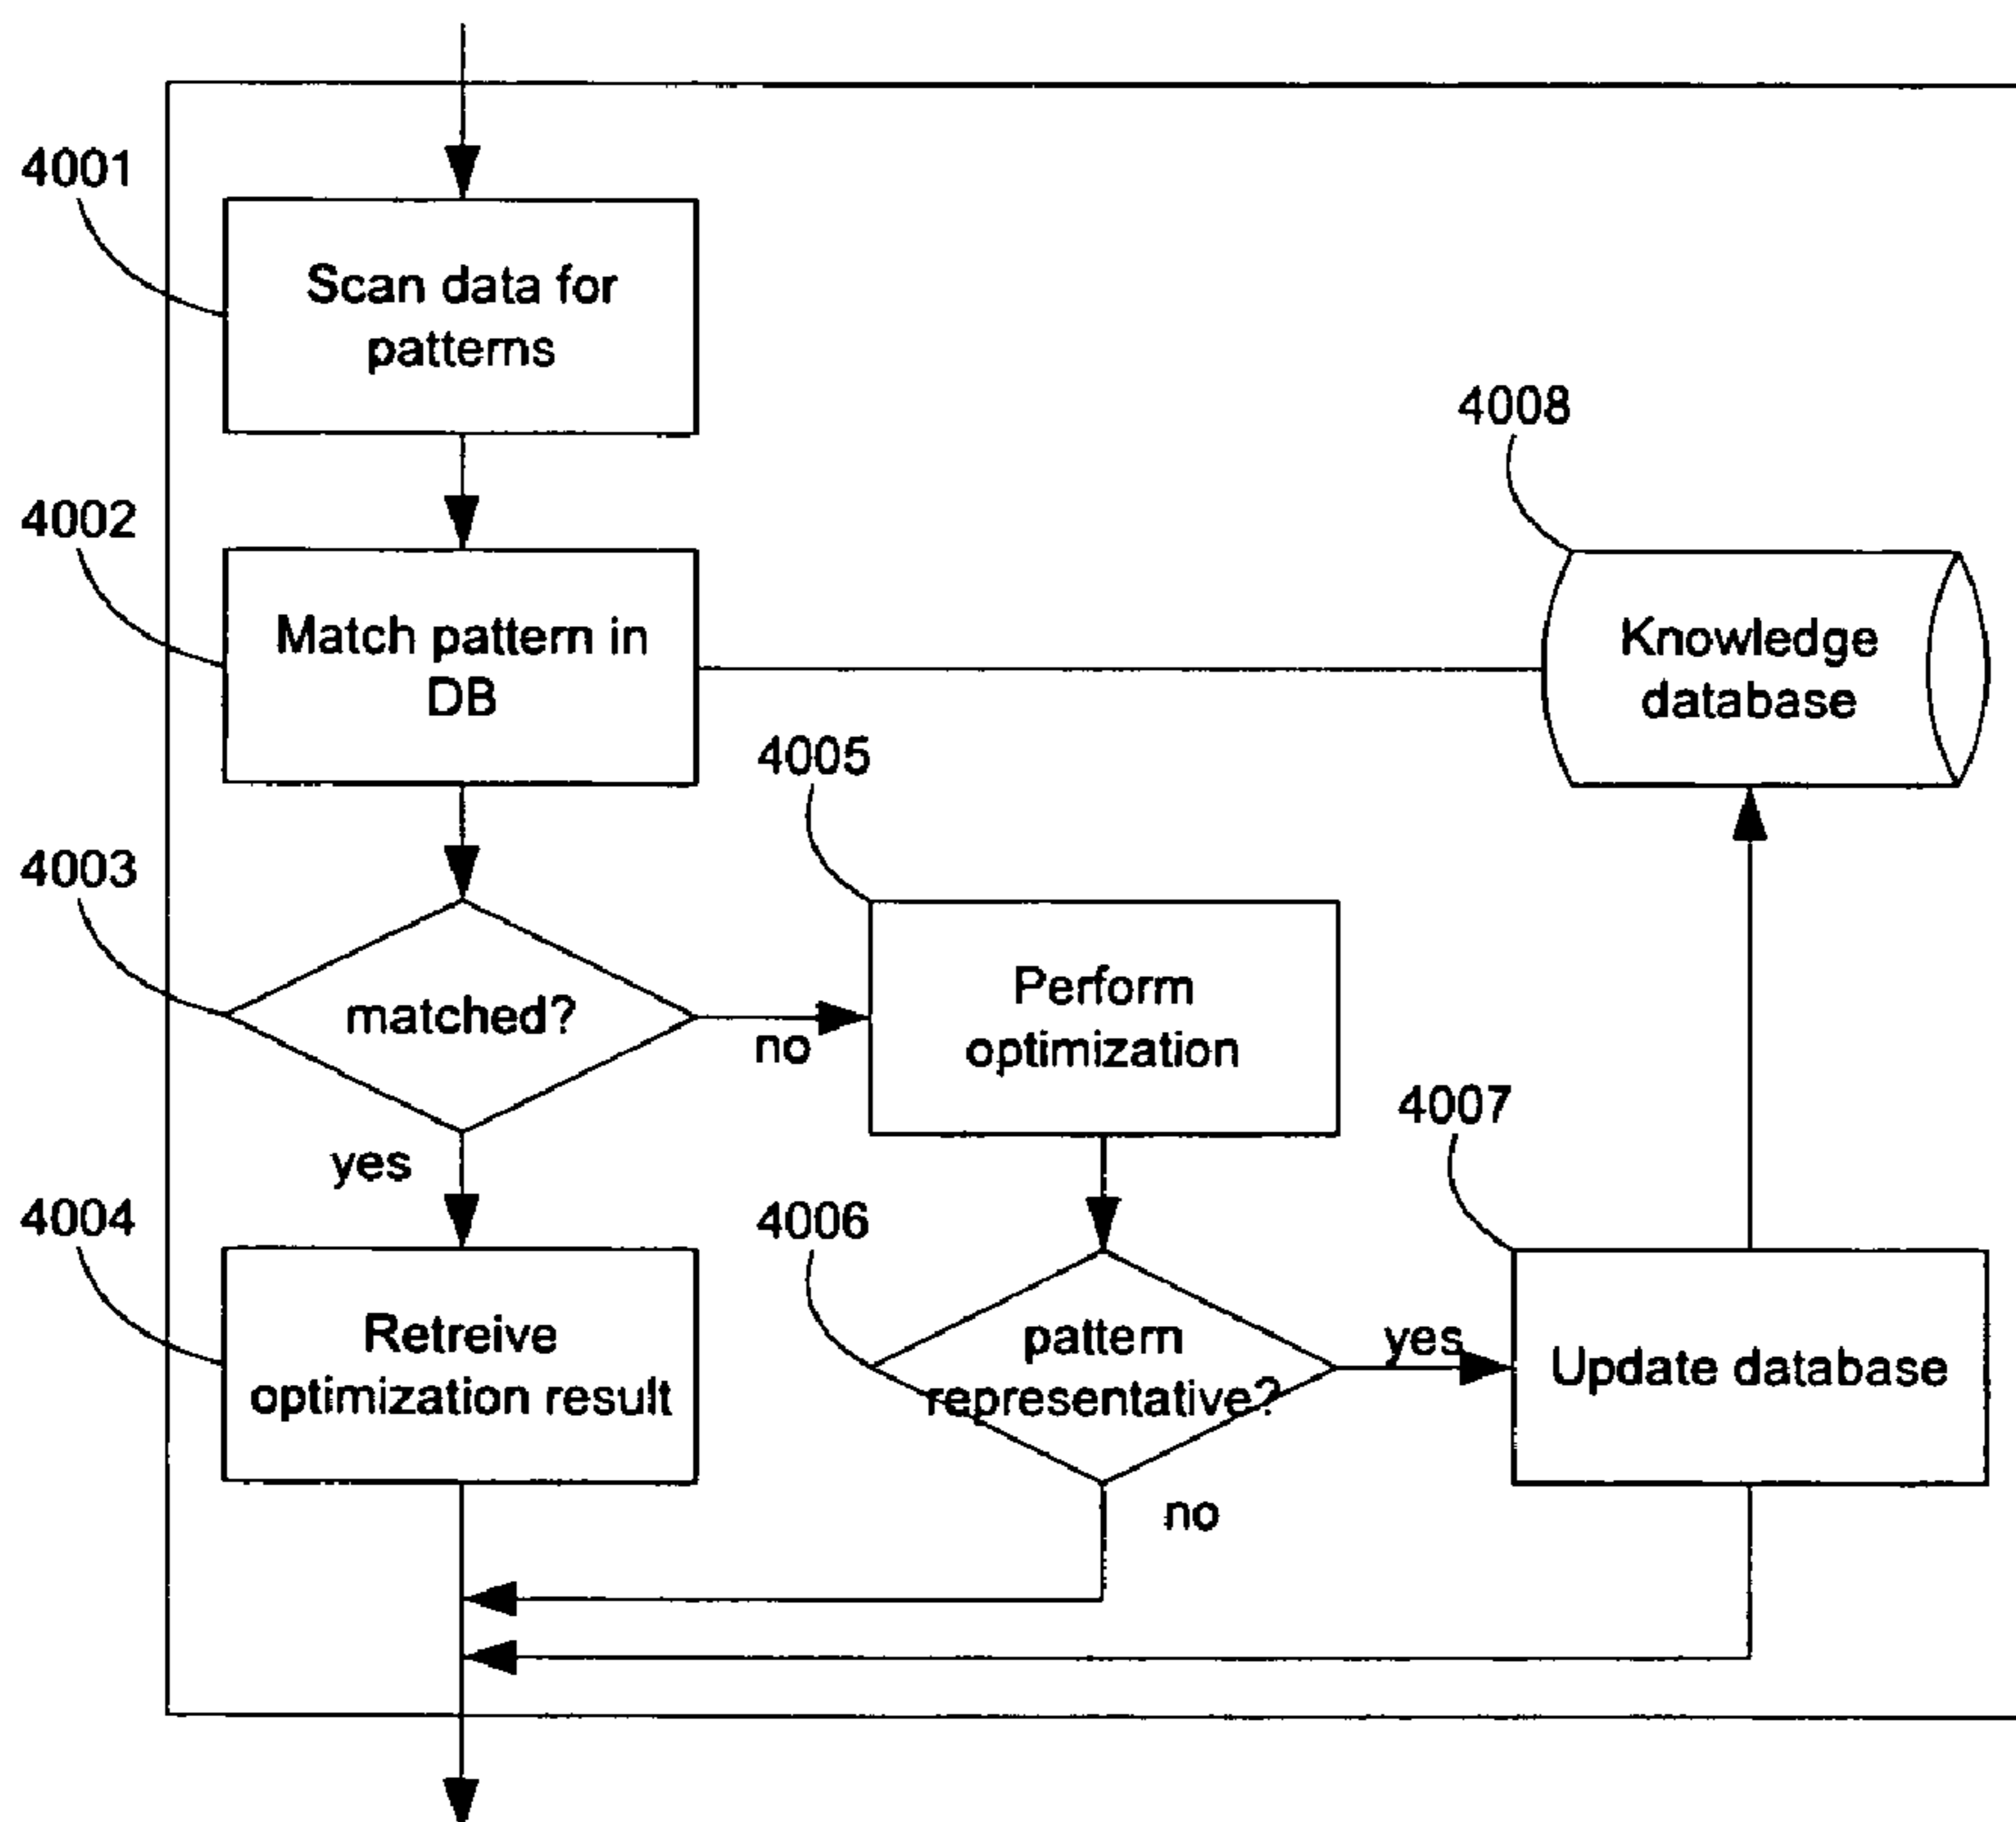 4001
Scan data for
patterns
4008
4002
Match pattern in
DB
Knowledge
database
4005
4003
matched?
no
Perform
optimization
4007
yes
4004
4006
Retreive
optimization result
pattern
representative?
yes
Update database
no